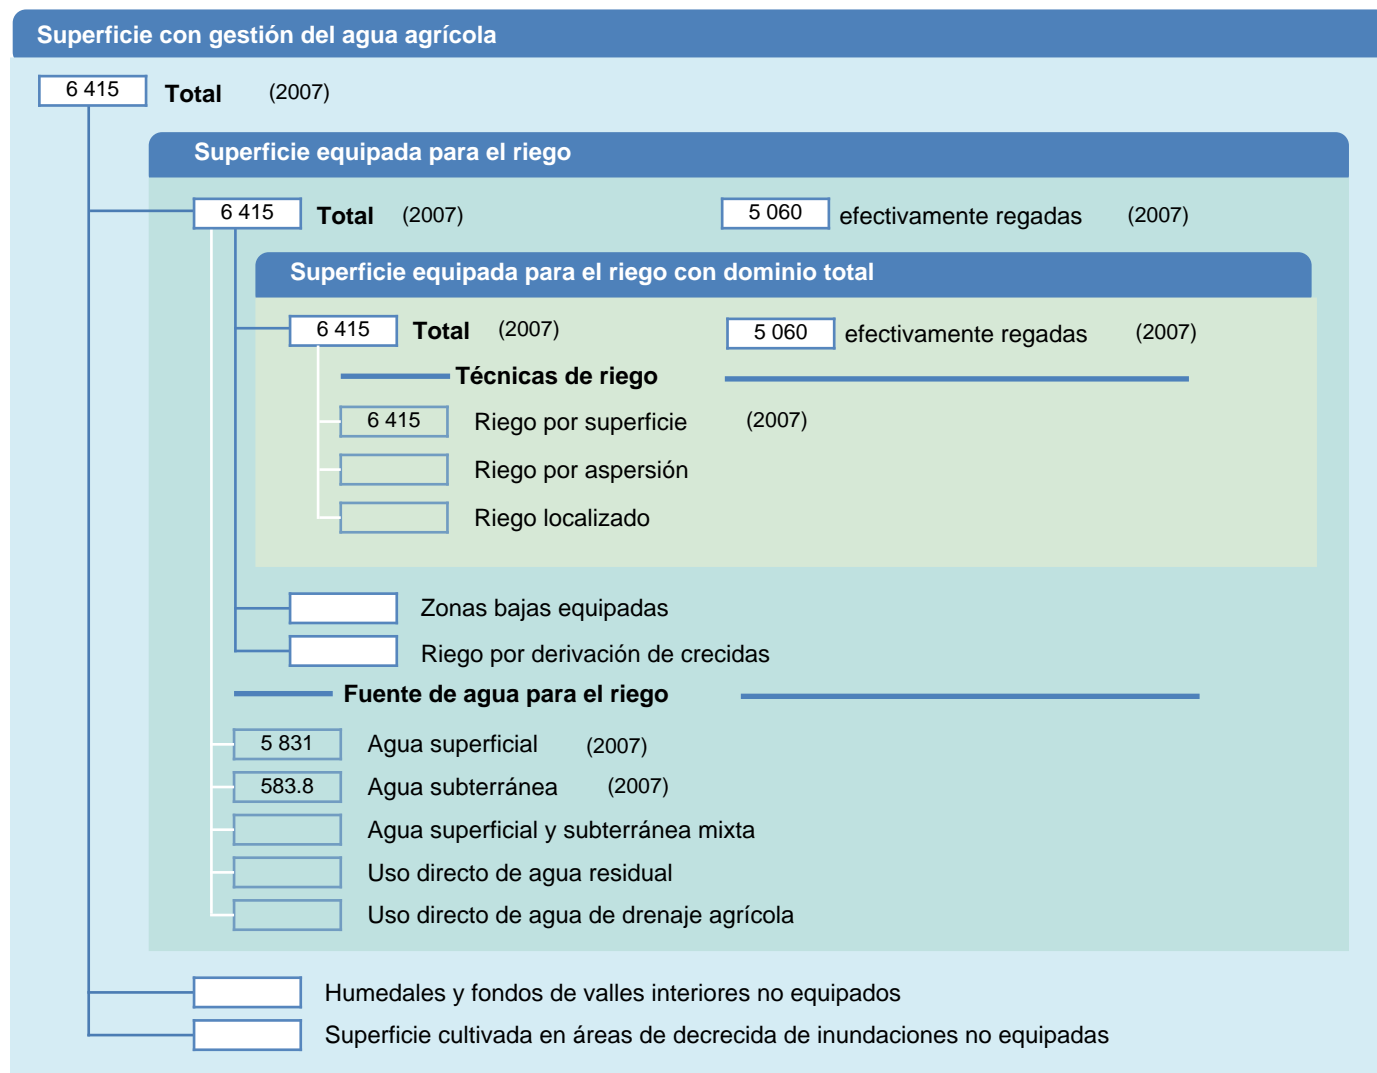 Superficie con gestión del agua agrícola
6 415 Total (2007)
Superficie equipada para el riego
6 415 Total (2007) 5 060 efectivamente regadas (2007)
Superficie equipada para el riego con dominio total
6 415 Total (2007) 5 060 efectivamente regadas (2007)
Técnicas de riego
6 415 Riego por superficie (2007)
Riego por aspersión
Riego localizado
Zonas bajas equipadas
Riego por derivación de crecidas
Fuente de agua para el riego
5 831 Agua superficial (2007)
583.8 Agua subterránea (2007)
Agua superficial y subterránea mixta
Uso directo de agua residual
Uso directo de agua de drenaje agrícola
Humedales y fondos de valles interiores no equipados
Superficie cultivada en áreas de decrecida de inundaciones no equipadas